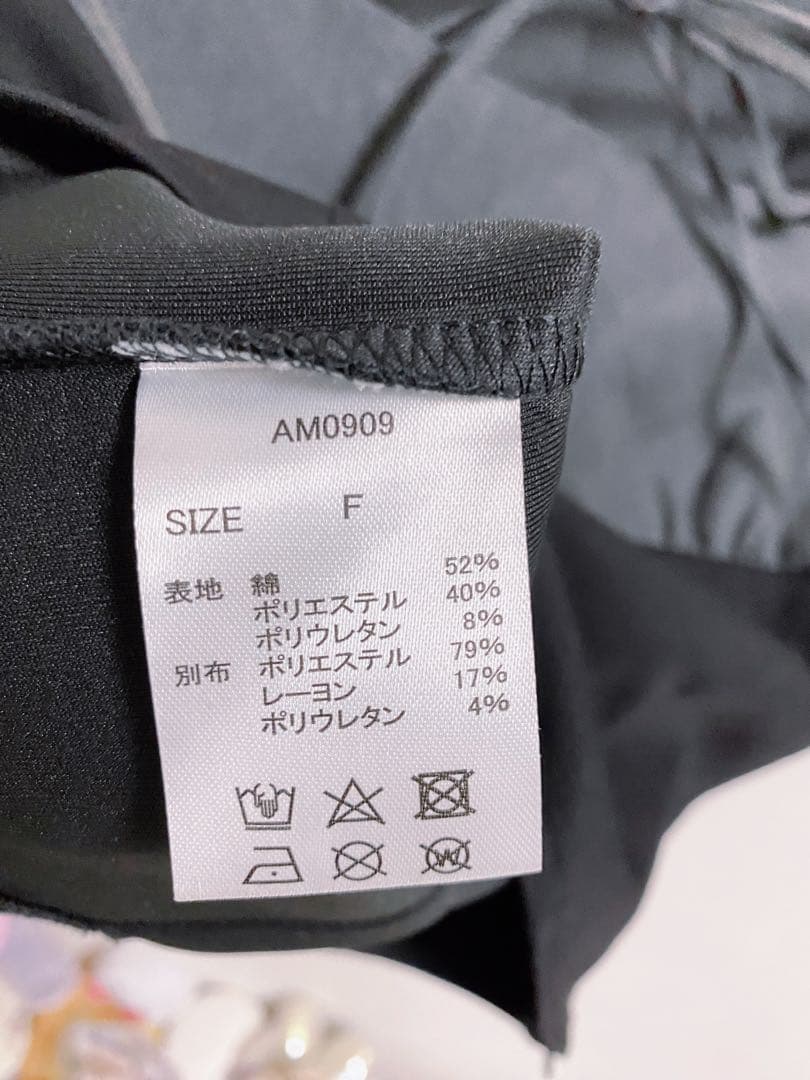 AM0909
SIZE F
表地 綿 52%
ポリエステル 40%
ポリウレタン 8%
別布 ポリエステル 79%
レーヨン 17%
ポリウレタン 4%
W